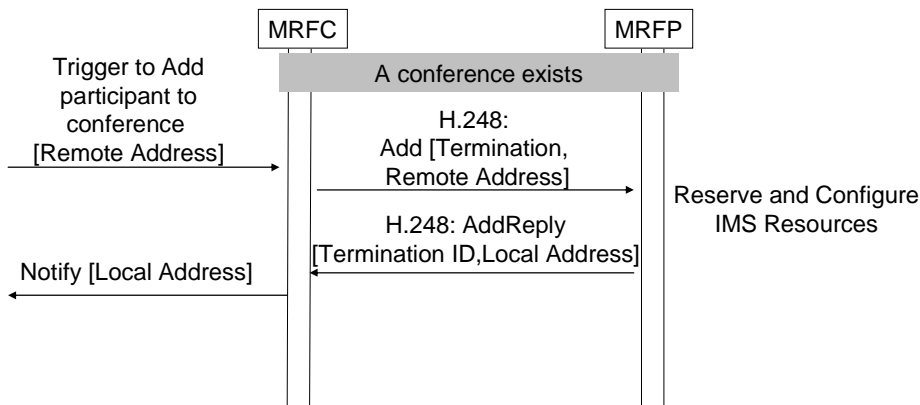 MRFC
MRFP
A conference exists
Trigger to Add
participant to
conference
[Remote Address]
H.248:
Add [Termination,
Remote Address]
Reserve and Configure
IMS Resources
H.248: AddReply
[Termination ID,Local Address]
Notify [Local Address]